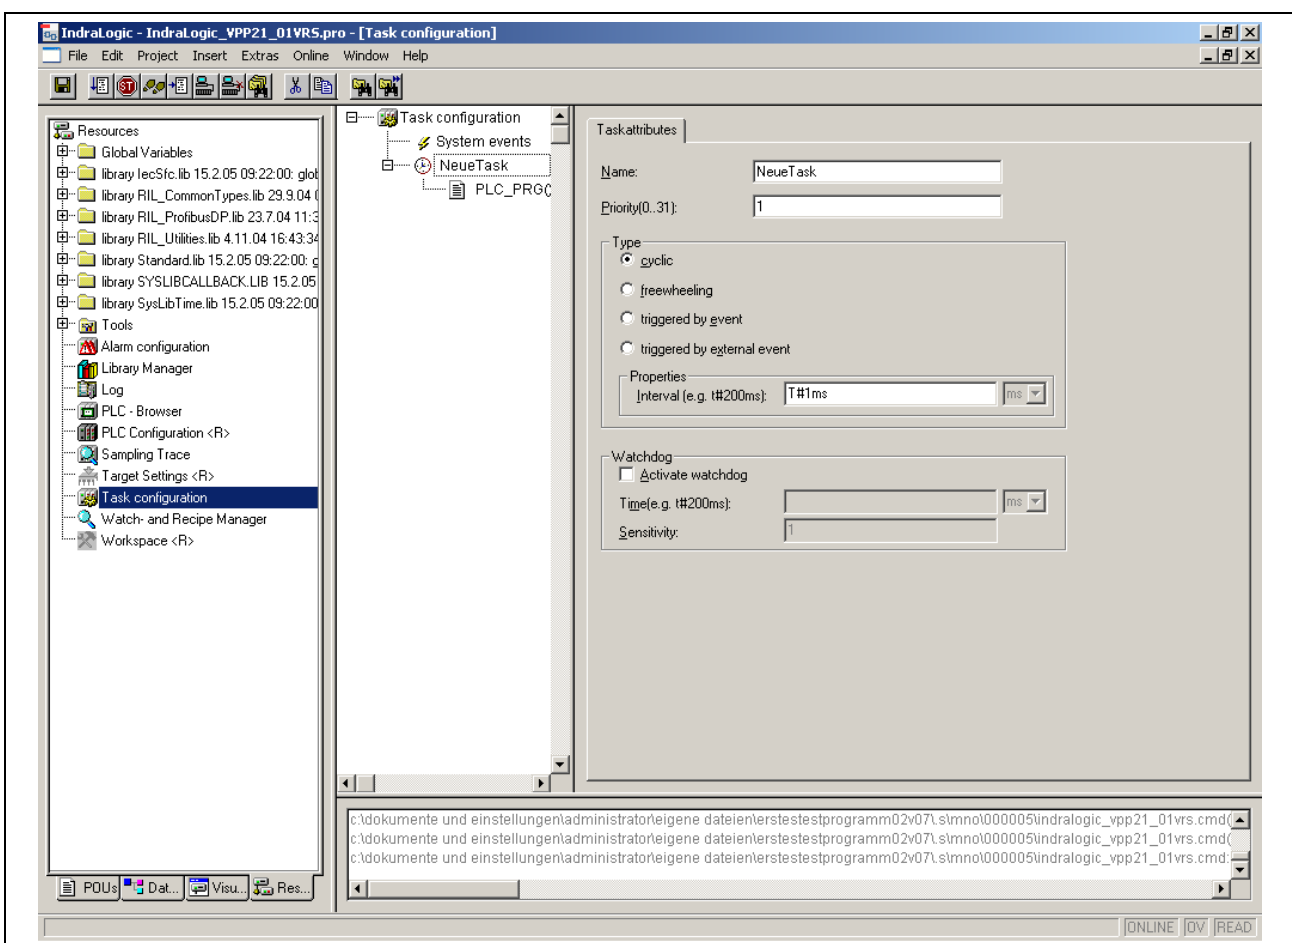 IndraLogic - IndraLogic_VPP21_01VRS.pro - [Task configuration]
File Edit Project Insert Extras Online Window Help
Resources
Global Variables
library Iecsfc.lib 15.2.05 09:22:00: glob
library RIL_CommonTypes.lib 29.9.04
library RIL_ProfibusDP.lib 23.7.04 11:3
library RIL_Utilities.lib 4.11.04 16:43:34
library Standard.lib 15.2.05 09:22:00: g
library SYSLIBCALLBACK.LIB 15.2.05
library SysLibTime.lib 15.2.05 09:22:00
Tools
Alarm configuration
Library Manager
Log
PLC - Browser
PLC Configuration <R>
Sampling Trace
Target Settings <R>
Task configuration
Watch- and Recipe Manager
Workspace <R>
POUs Dat... Visu... Res...
Task configuration
System events
NeueTask
PLC_PRG(
Taskattributes
Name: NeueTask
Priority(0..31): 1
Type
cyclic
freewheeling
triggered by event
triggered by external event
Properties
Interval (e.g. t#200ms): T#1ms ms
Watchdog
Activate watchdog
Time(e.g. t#200ms): ms
Sensitivity: 1
c:\dokumente und einstellungen\administrator\eigene dateien\erstestestprogramm02v07\.s\mno\000005\indralogic_vpp21_01vrs.cmd(
c:\dokumente und einstellungen\administrator\eigene dateien\erstestestprogramm02v07\.s\mno\000005\indralogic_vpp21_01vrs.cmd(
c:\dokumente und einstellungen\administrator\eigene dateien\erstestestprogramm02v07\.s\mno\000005\indralogic_vpp21_01vrs.cmd:
ONLINE OV READ